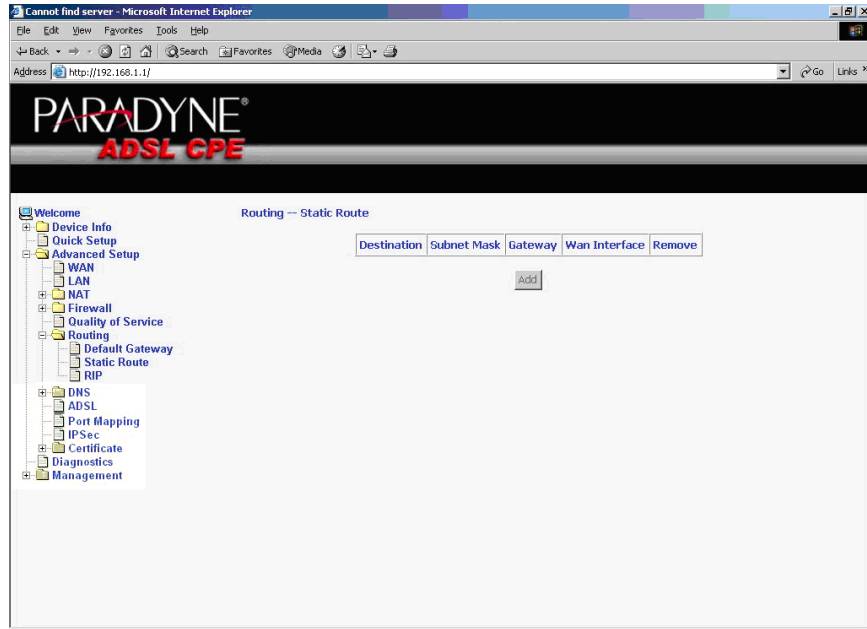 Cannot find server - Microsoft Internet Explorer
File Edit View Favorites Tools Help
Back Search Favorites Media
Address http://192.168.1.1/ Go Links »
PARADYNE®
ADSL CPE
Welcome
Device Info
Quick Setup
Advanced Setup
WAN
LAN
NAT
Firewall
Quality of Service
Routing
Default Gateway
Static Route
RIP
DNS
ADSL
Port Mapping
IPSec
Certificate
Diagnostics
Management
Routing -- Static Route
Destination Subnet Mask Gateway Wan Interface Remove
Add